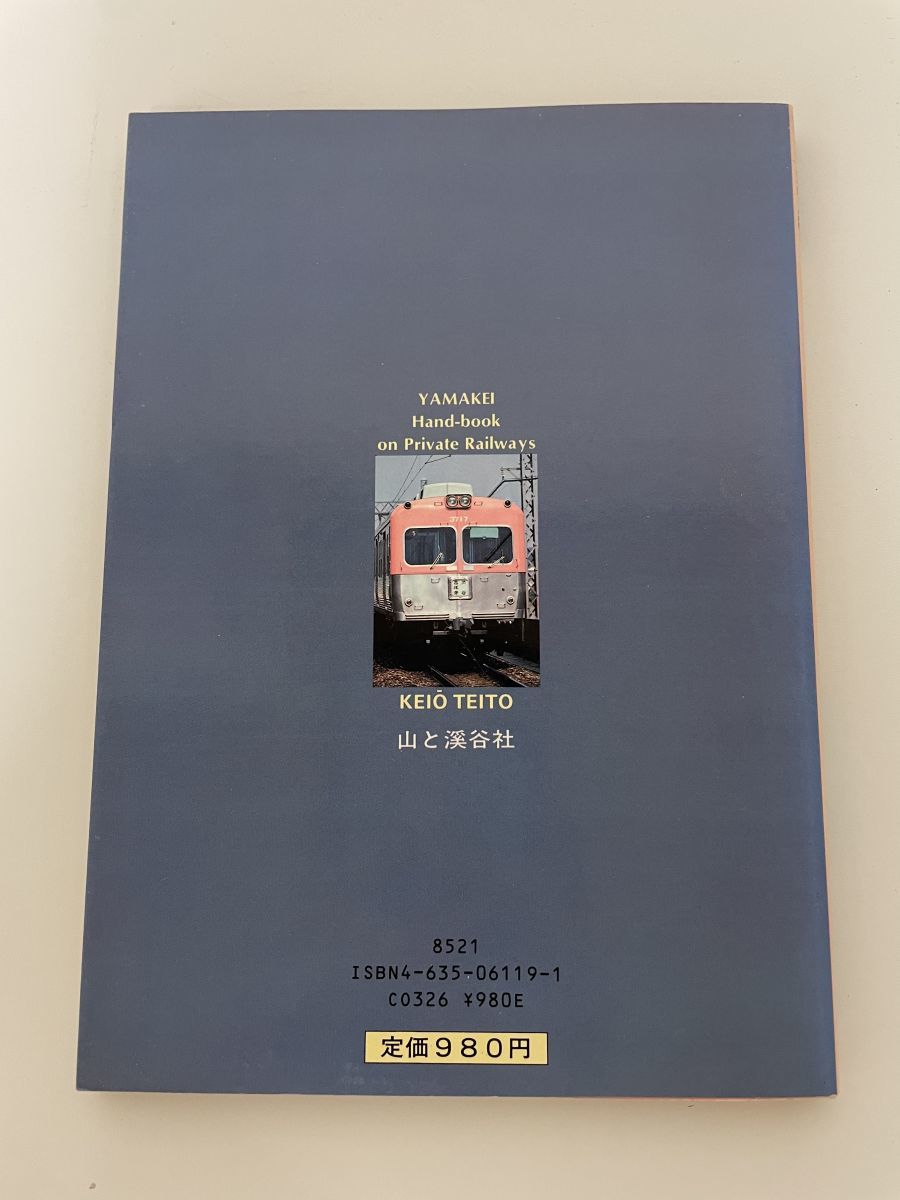 YAMAKEI
Hand-book
on Private Railways
3717
KEIŌ TEITO
山と溪谷社
8521
ISBN4-635-06119-1
C0326 ¥980E
定価980円